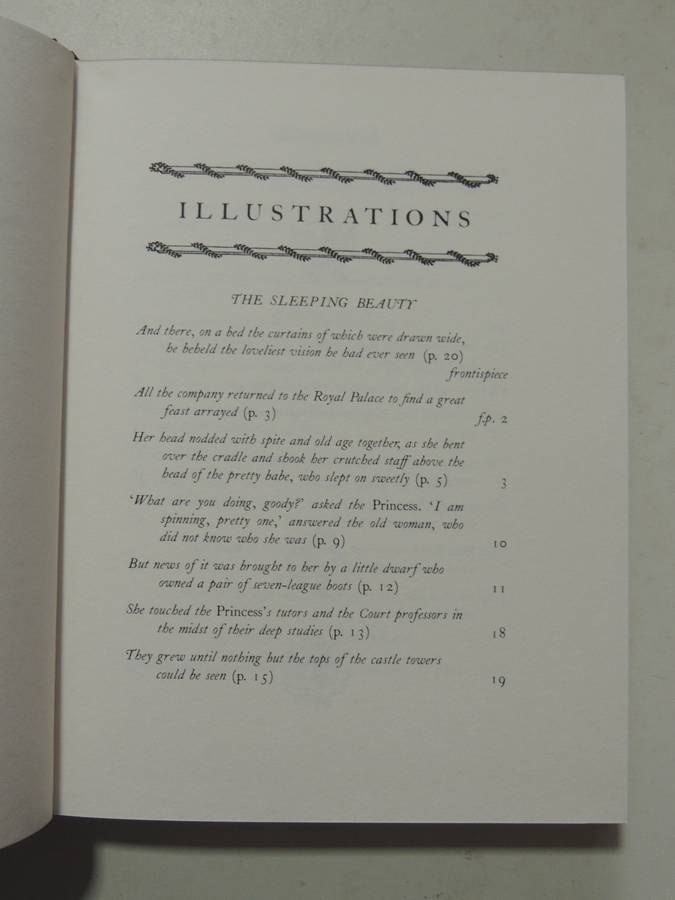 ILLUSTRATIONS
THE SLEEPING BEAUTY
And there, on a bed the curtains of which were drawn wide,
he beheld the loveliest vision he had ever seen (p. 20)
frontispiece
All the company returned to the Royal Palace to find a great
feast arrayed (p. 3) f.p. 2
Her head nodded with spite and old age together, as she bent
over the cradle and shook her crutched staff above the
head of the pretty babe, who slept on sweetly (p. 5) 3
‘What are you doing, goody?’ asked the Princess. ‘I am
spinning, pretty one,’ answered the old woman, who
did not know who she was (p. 9) 10
But news of it was brought to her by a little dwarf who
owned a pair of seven-league boots (p. 12) 11
She touched the Princess’s tutors and the Court professors in
the midst of their deep studies (p. 13) 18
They grew until nothing but the tops of the castle towers
could be seen (p. 15) 19